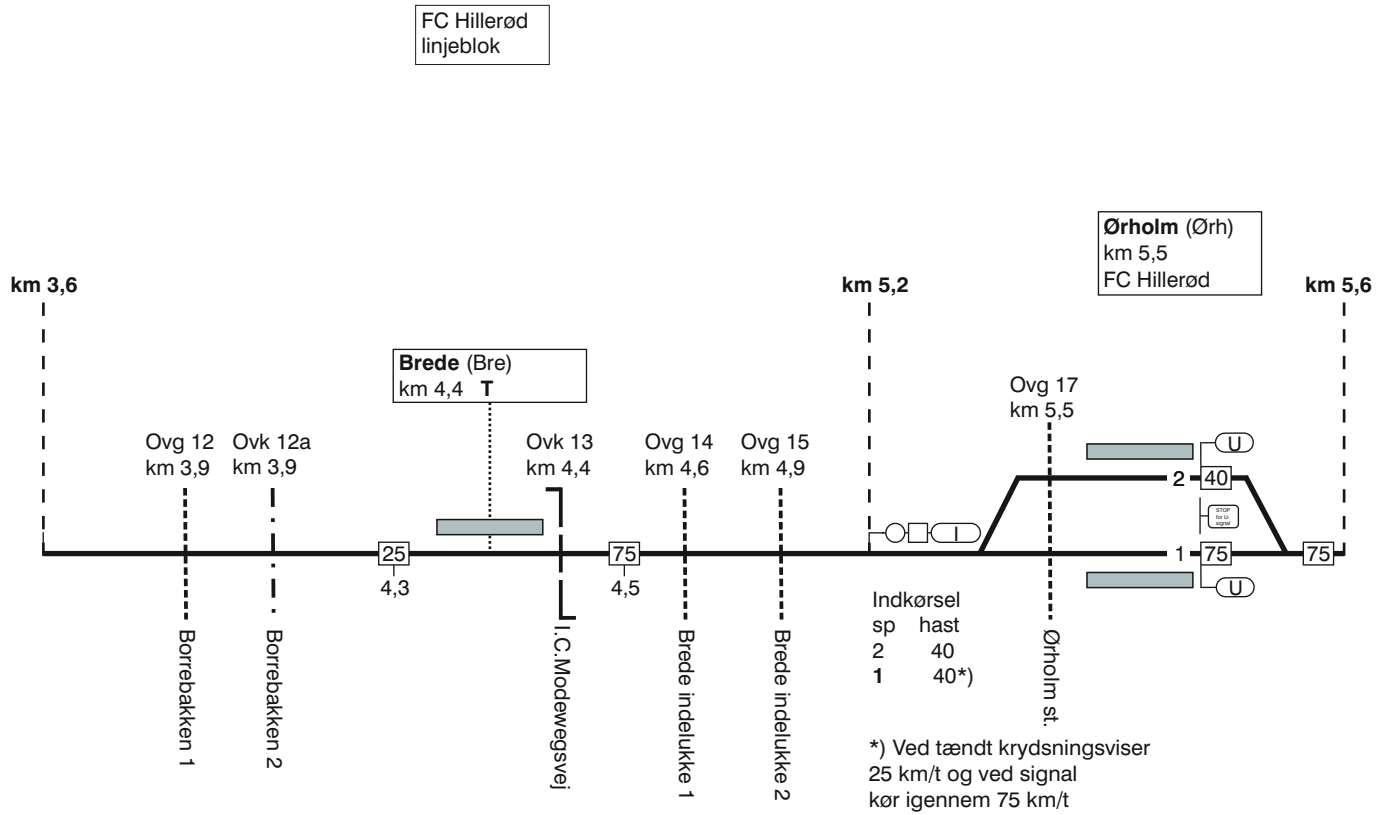 FC Hillerød
linjeblok
Ørholm (Ørh)
km 5,5
FC Hillerød
km 3,6
km 5,2
km 5,6
Brede (Bre)
km 4,4 T
Ovg 17
km 5,5
Ovg 12
km 3,9
Ovk 12a
km 3,9
Ovk 13
km 4,4
Ovg 14
km 4,6
Ovg 15
km 4,9
U
2
40
STOP
for U-
signal
25
75
I
1
75
75
4,3
4,5
U
Indkørsel
sp hast
2 40
1 40*)
Borrebakken 1
Borrebakken 2
I.C.Modewegsvej
Brede indelukke 1
Brede indelukke 2
Ørholm st.
*) Ved tændt krydsningsviser
25 km/t og ved signal
kør igennem 75 km/t